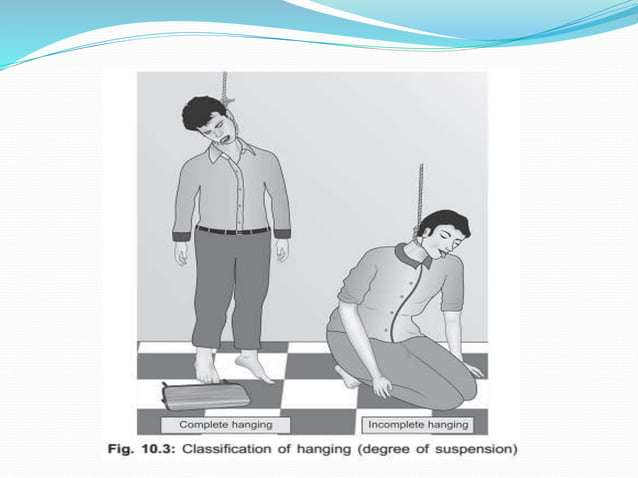 Complete hanging
Incomplete hanging
Fig. 10.3: Classification of hanging (degree of suspension)